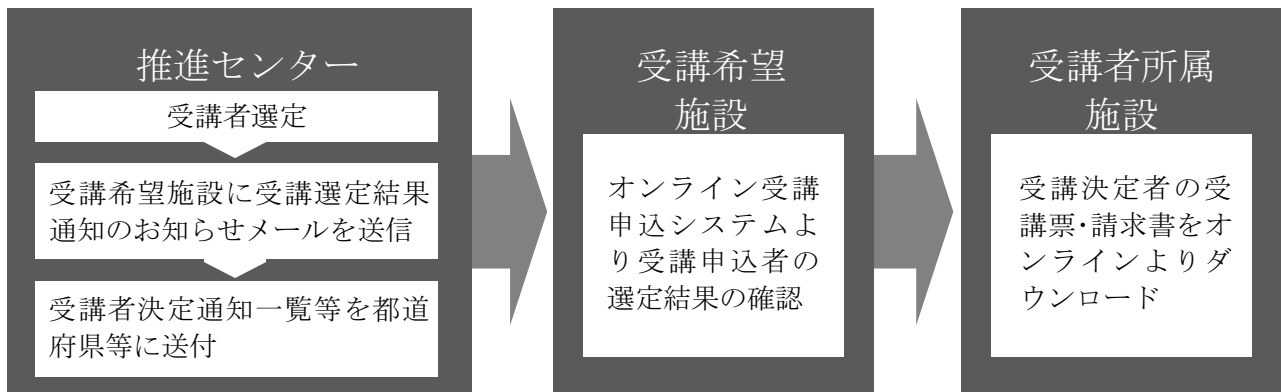 推進センター
受講者選定
受講希望施設に受講選定結果
通知のお知らせメールを送信
受講者決定通知一覧等を都道
府県等に送付
受講希望
施設
オンライン受講
申込システムよ
り受講申込者の
選定結果の確認
受講者所属
施設
受講決定者の受
講票・請求書をオ
ンラインよりダ
ウンロード